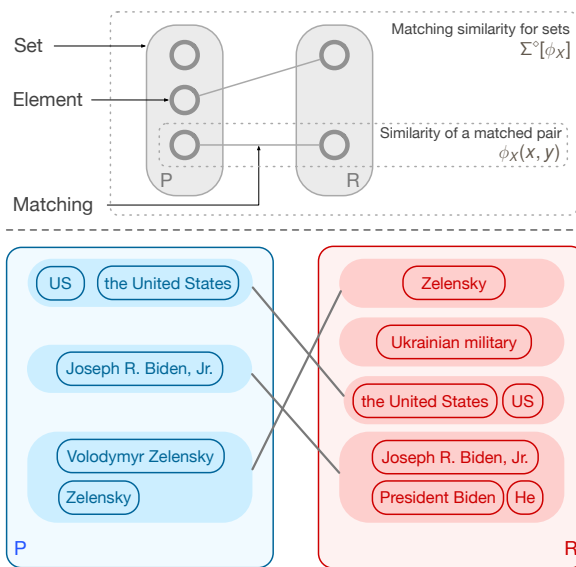 Set
Matching similarity for sets
Σ°[ϕX]
Element
Similarity of a matched pair
ϕX(x, y)
P
R
Matching
US the United States
Joseph R. Biden, Jr.
Volodymyr Zelensky
Zelensky
P
Zelensky
Ukrainian military
the United States US
Joseph R. Biden, Jr.
President Biden He
R